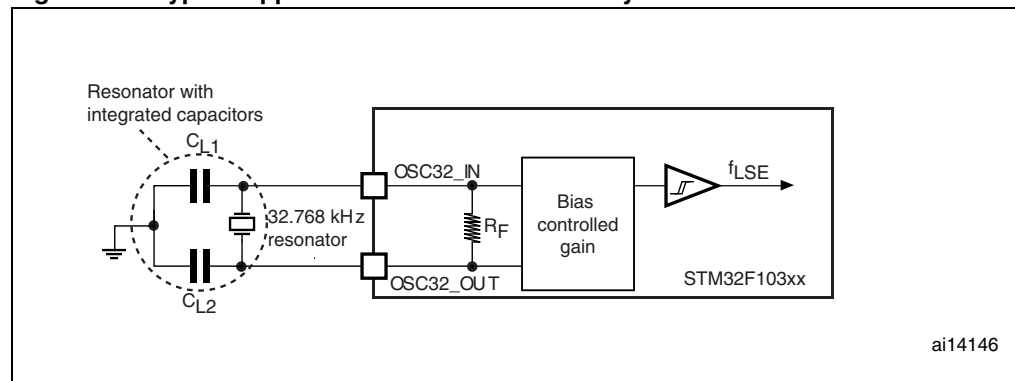 Resonator with
integrated capacitors
CL1
OSC32_IN
fLSE
32.768 kHz
resonator
RF
Bias
controlled
gain
OSC32_OUT
STM32F103xx
CL2
ai14146